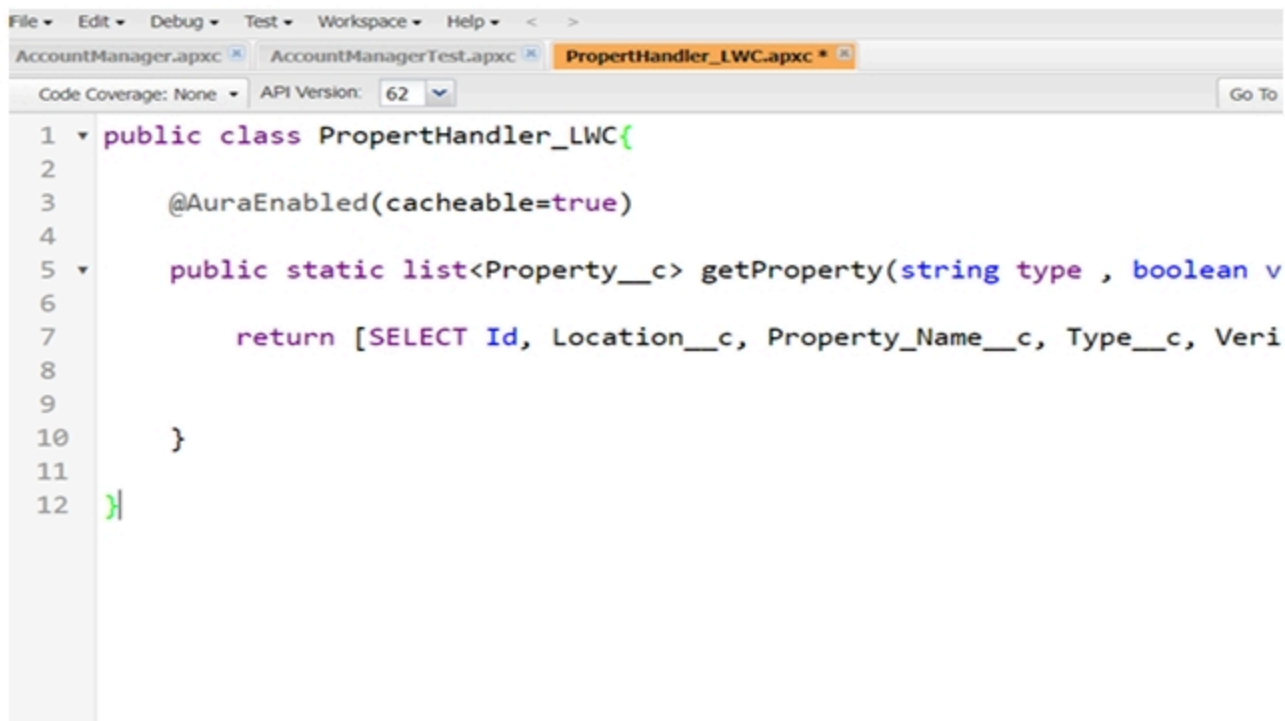 File Edit Debug Test Workspace Help < >
AccountManager.apxc AccountManagerTest.apxc PropertHandler_LWC.apxc *
Code Coverage: None API Version: 62 Go To
1 public class PropertHandler_LWC{
2
3 @AuraEnabled(cacheable=true)
4
5 public static list<Property__c> getProperty(string type , boolean v
6
7 return [SELECT Id, Location__c, Property_Name__c, Type__c, Veri
8
9
10 }
11
12 }